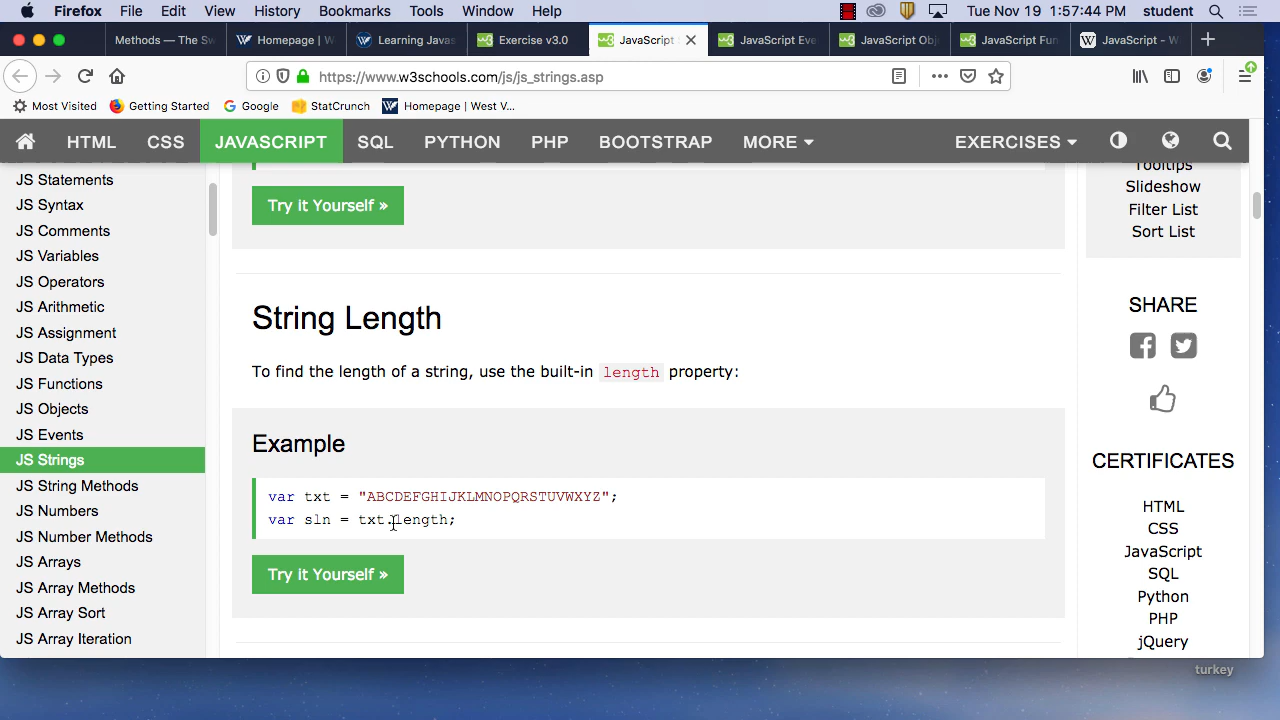 Firefox File Edit View History Bookmarks Tools Window Help Tue Nov 19 1:57:44 PM student
Methods — The Sw Homepage | W Learning Javas Exercise v3.0 JavaScript JavaScript Eve JavaScript Obj JavaScript Fun JavaScript - W
https://www.w3schools.com/js/js_strings.asp
Most Visited Getting Started Google StatCrunch Homepage | West V...
HTML CSS JAVASCRIPT SQL PYTHON PHP BOOTSTRAP MORE EXERCISES
JS Statements
JS Syntax
JS Comments
JS Variables
JS Operators
JS Arithmetic
JS Assignment
JS Data Types
JS Functions
JS Objects
JS Events
JS Strings
JS String Methods
JS Numbers
JS Number Methods
JS Arrays
JS Array Methods
JS Array Sort
JS Array Iteration
Try it Yourself »
String Length
To find the length of a string, use the built-in length property:
Example
var txt = "ABCDEFGHIJKLMNOPQRSTUVWXYZ";
var sln = txt.length;
Try it Yourself »
Tooltips
Slideshow
Filter List
Sort List
SHARE
CERTIFICATES
HTML
CSS
JavaScript
SQL
Python
PHP
jQuery
turkey